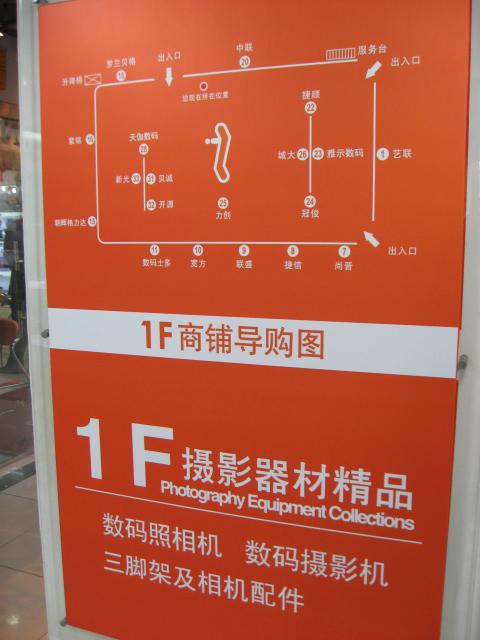 中联
20
服务台
出入口
罗兰贝格
18
出入口
升降梯
您现在所在位置
捷顺
22
紫铭
16
天伽数码
28
城大 26 23 雅示数码
1 艺联
新光 33 31 贝诚
32 开源
25
力创
24
冠俊
朝晖格力达 15
出入口
11
数码士多
10
宽方
9
联盛
8
捷信
7
尚晋
1F商铺导购图
1F 摄影器材精品
Photography Equipment Collections
数码照相机 数码摄影机
三脚架及相机配件